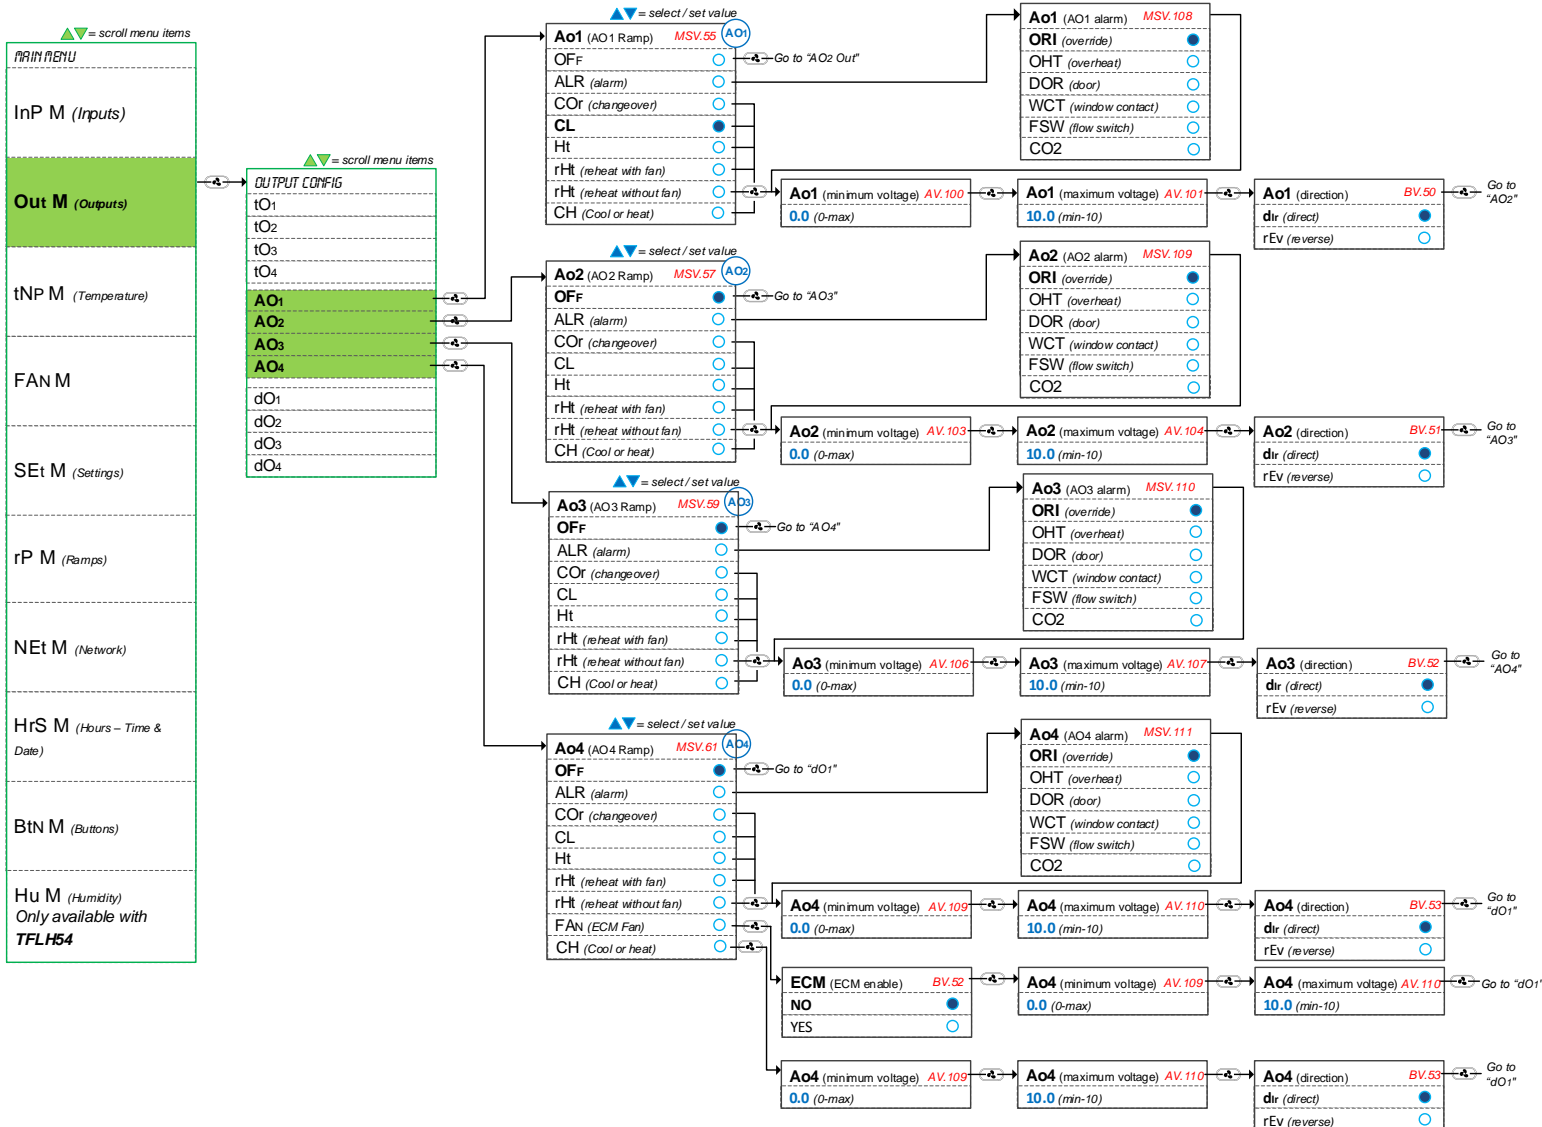 = scroll menu items
MAIN MENU
InP M (Inputs)
Out M (Outputs)
tNP M (Temperature)
FAN M
SEt M (Settings)
rP M (Ramps)
NEt M (Network)
HrS M (Hours – Time &
Date)
BtN M (Buttons)
Hu M (Humidity)
Only available with
TFLH54
= scroll menu items
OUTPUT CONFIG
tO1
tO2
tO3
tO4
AO1
AO2
AO3
AO4
dO1
dO2
dO3
dO4
= select / set value
Ao1 (AO1 Ramp) MSV.55 AO1
OFF
Go to "AO2 Out"
ALR (alarm)
COr (changeover)
CL
Ht
rHt (reheat with fan)
rHt (reheat without fan)
CH (Cool or heat)
Ao1 (AO1 alarm) MSV.108
ORI (override)
OHT (overheat)
DOR (door)
WCT (window contact)
FSW (flow switch)
CO2
Ao1 (minimum voltage) AV.100
0.0 (0-max)
Ao1 (maximum voltage) AV.101
10.0 (min-10)
Ao1 (direction) BV.50
dIr (direct)
rEv (reverse)
Go to
"AO2"
= select / set value
Ao2 (AO2 Ramp) MSV.57 AO2
OFF
Go to "AO3"
ALR (alarm)
COr (changeover)
CL
Ht
rHt (reheat with fan)
rHt (reheat without fan)
CH (Cool or heat)
Ao2 (AO2 alarm) MSV.109
ORI (override)
OHT (overheat)
DOR (door)
WCT (window contact)
FSW (flow switch)
CO2
Ao2 (minimum voltage) AV.103
0.0 (0-max)
Ao2 (maximum voltage) AV.104
10.0 (min-10)
Ao2 (direction) BV.51
dIr (direct)
rEv (reverse)
Go to
"AO3"
= select / set value
Ao3 (AO3 Ramp) MSV.59 AO3
OFF
Go to "AO4"
ALR (alarm)
COr (changeover)
CL
Ht
rHt (reheat with fan)
rHt (reheat without fan)
CH (Cool or heat)
Ao3 (AO3 alarm) MSV.110
ORI (override)
OHT (overheat)
DOR (door)
WCT (window contact)
FSW (flow switch)
CO2
Ao3 (minimum voltage) AV.106
0.0 (0-max)
Ao3 (maximum voltage) AV.107
10.0 (min-10)
Ao3 (direction) BV.52
dIr (direct)
rEv (reverse)
Go to
"AO4"
= select / set value
Ao4 (AO4 Ramp) MSV.61 AO4
OFF
Go to "dO1"
ALR (alarm)
COr (changeover)
CL
Ht
rHt (reheat with fan)
rHt (reheat without fan)
FAN (ECM Fan)
CH (Cool or heat)
Ao4 (AO4 alarm) MSV.111
ORI (override)
OHT (overheat)
DOR (door)
WCT (window contact)
FSW (flow switch)
CO2
Ao4 (minimum voltage) AV.109
0.0 (0-max)
Ao4 (maximum voltage) AV.110
10.0 (min-10)
Ao4 (direction) BV.53
dIr (direct)
rEv (reverse)
Go to
"dO1"
ECM (ECM enable) BV.52
NO
YES
Ao4 (minimum voltage) AV.109
0.0 (0-max)
Ao4 (maximum voltage) AV.110
10.0 (min-10)
Go to "dO1"
Ao4 (minimum voltage) AV.109
0.0 (0-max)
Ao4 (maximum voltage) AV.110
10.0 (min-10)
Ao4 (direction) BV.53
dIr (direct)
rEv (reverse)
Go to
"dO1"